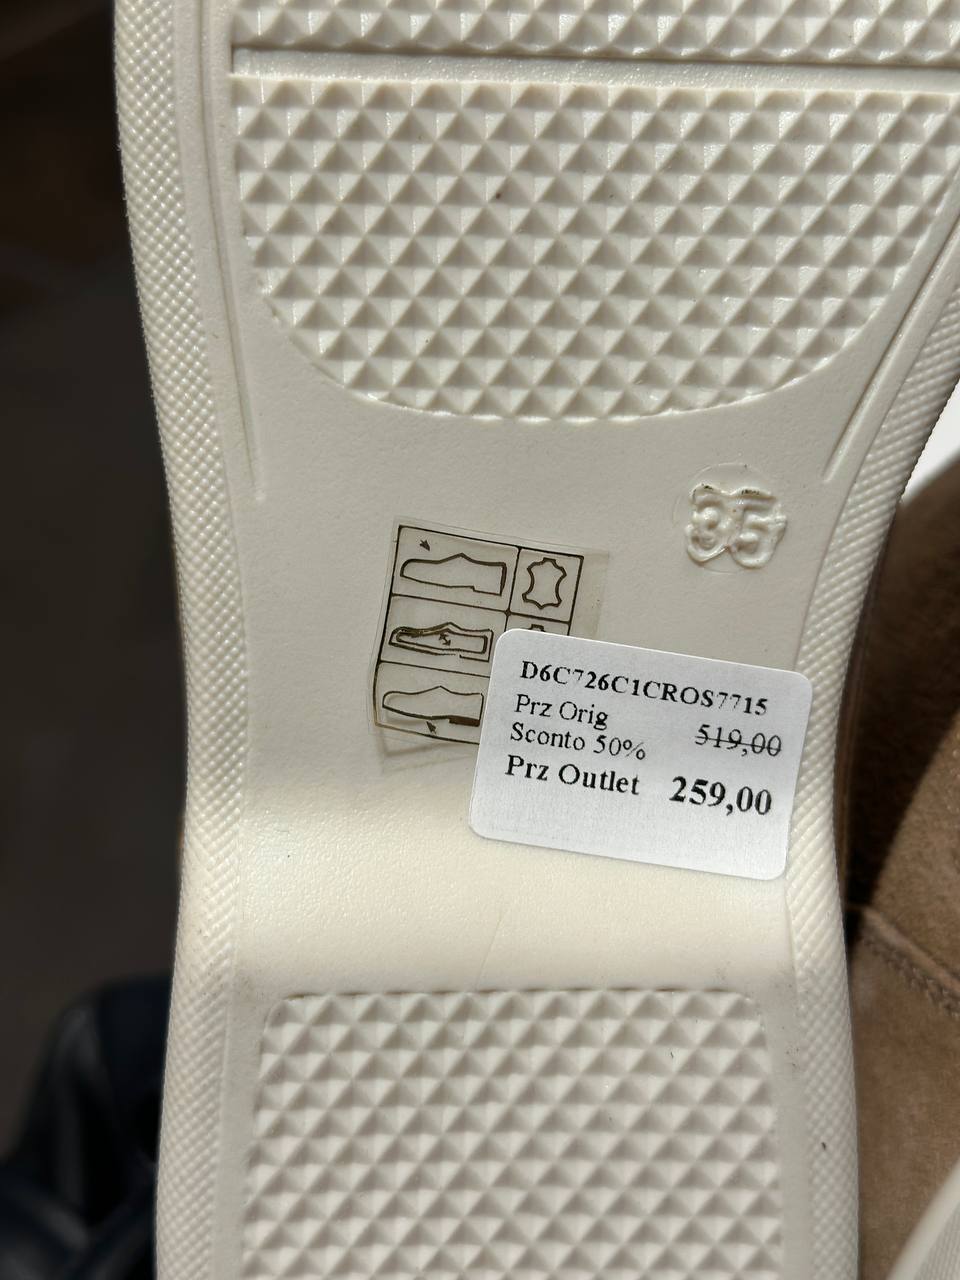 35
D6C726C1CROS7715
Prz Orig 519,00
Sconto 50%
Prz Outlet 259,00